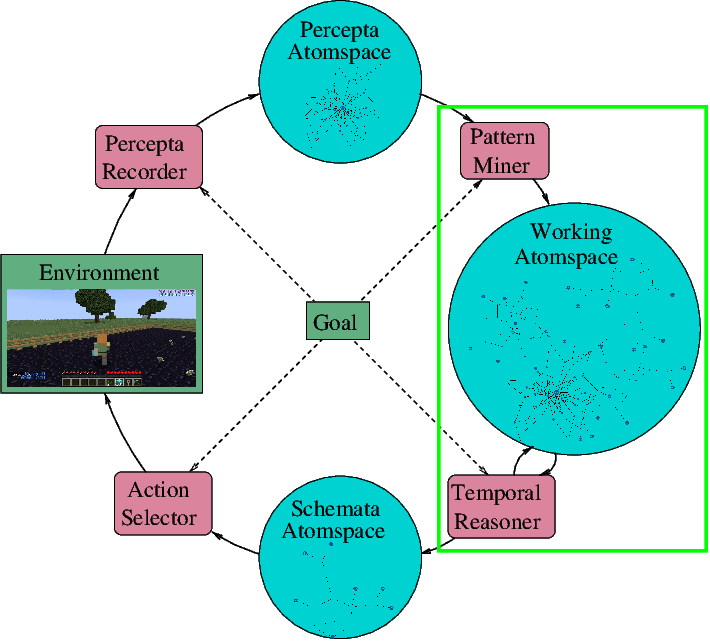 Percepta
Atomspace
Percepta
Recorder
Pattern
Miner
Working
Atomspace
Environment
Goal
Action
Selector
Schemata
Atomspace
Temporal
Reasoner